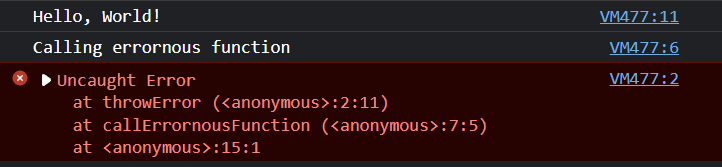 Hello, World! VM477:11
Calling errornous function VM477:6
Uncaught Error VM477:2
at throwError (<anonymous>:2:11)
at callErrornousFunction (<anonymous>:7:5)
at <anonymous>:15:1